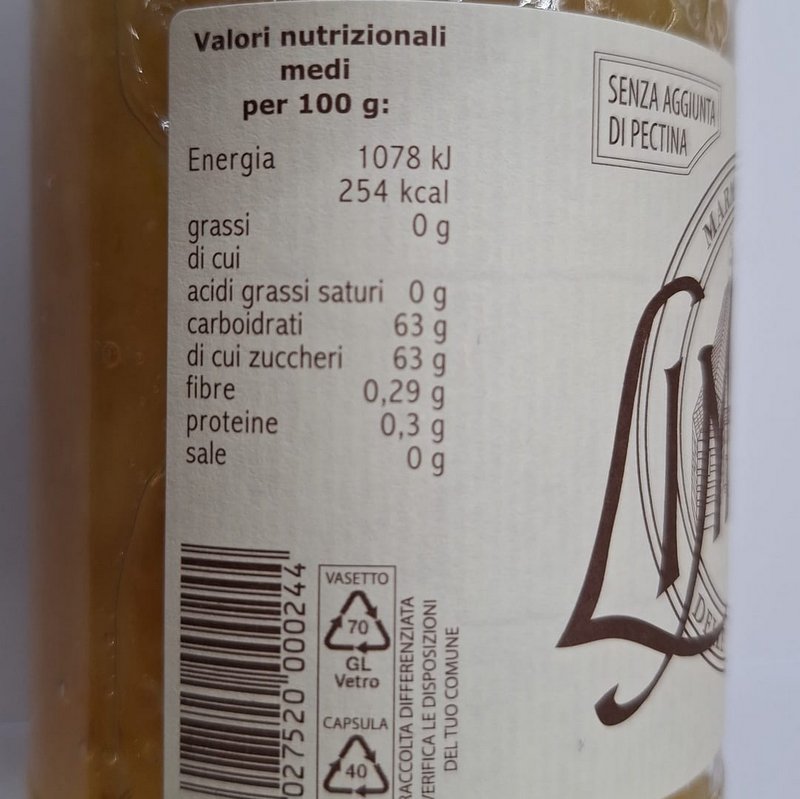 Valori nutrizionali
medi
per 100 g:
Energia 1078 kJ
254 kcal
grassi 0 g
di cui
acidi grassi saturi 0 g
carboidrati 63 g
di cui zuccheri 63 g
fibre 0,29 g
proteine 0,3 g
sale 0 g
SENZA AGGIUNTA
DI PECTINA
027520 000244
VASETTO
70
GL
Vetro
CAPSULA
40
RACCOLTA DIFFERENZIATA
VERIFICA LE DISPOSIZIONI
DEL TUO COMUNE